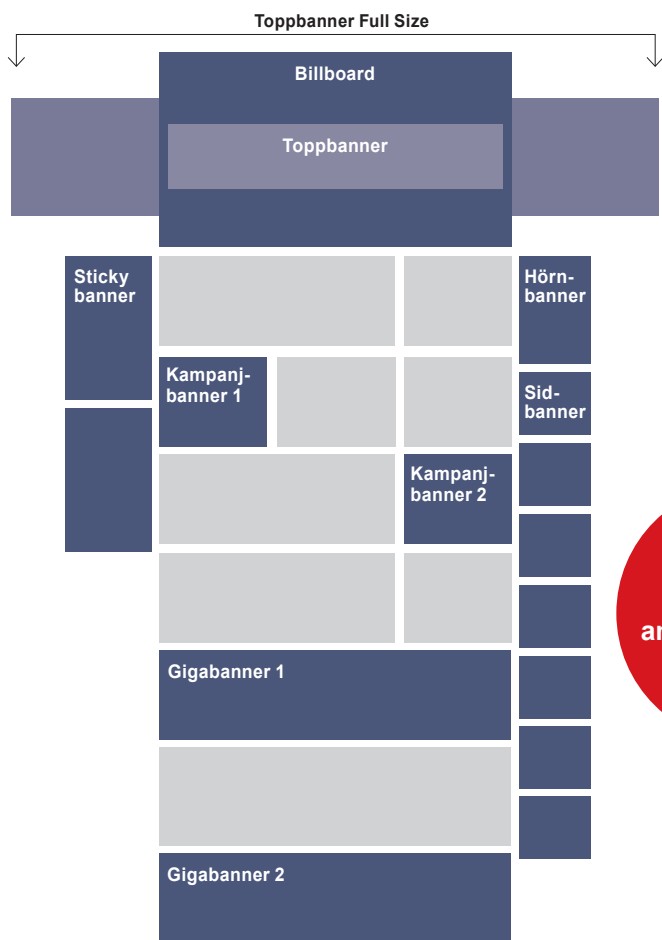 Toppbanner Full Size
Billboard
Toppbanner
Sticky
banner
Hörn-
banner
Kampanj-
banner 1
Sid-
banner
Kampanj-
banner 2
Gigabanner 1
Gigabanner 2